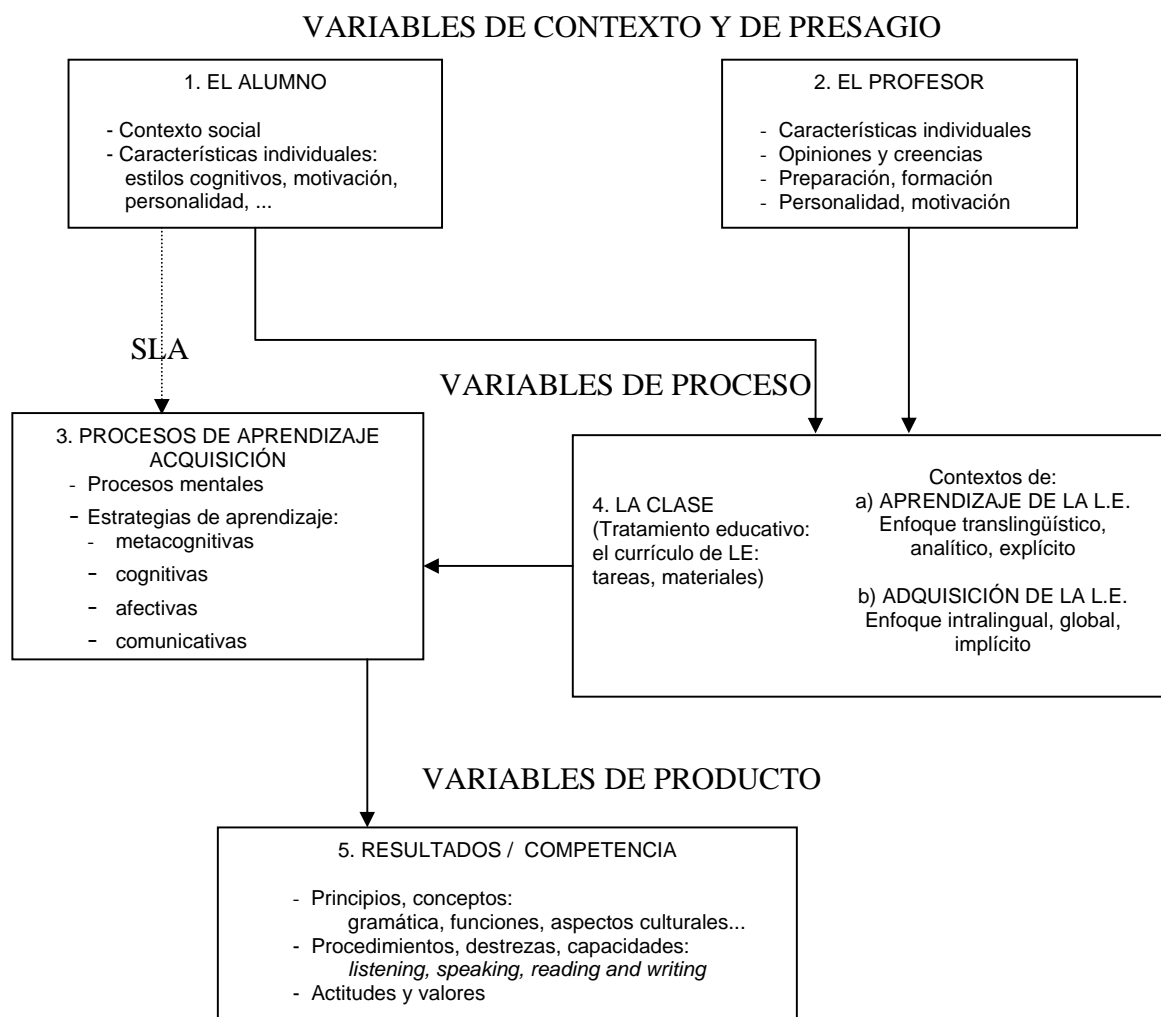 VARIABLES DE CONTEXTO Y DE PRESAGIO
1. EL ALUMNO
- Contexto social
- Características individuales:
estilos cognitivos, motivación,
personalidad, ...
2. EL PROFESOR
- Características individuales
- Opiniones y creencias
- Preparación, formación
- Personalidad, motivación
SLA
VARIABLES DE PROCESO
3. PROCESOS DE APRENDIZAJE
ACQUISICIÓN
- Procesos mentales
- Estrategias de aprendizaje:
- metacognitivas
- cognitivas
- afectivas
- comunicativas
4. LA CLASE
(Tratamiento educativo:
el currículo de LE:
tareas, materiales)
Contextos de:
a) APRENDIZAJE DE LA L.E.
Enfoque translingüístico,
analítico, explícito
b) ADQUISICIÓN DE LA L.E.
Enfoque intralingual, global,
implícito
VARIABLES DE PRODUCTO
5. RESULTADOS / COMPETENCIA
- Principios, conceptos:
gramática, funciones, aspectos culturales...
- Procedimientos, destrezas, capacidades:
listening, speaking, reading and writing
- Actitudes y valores